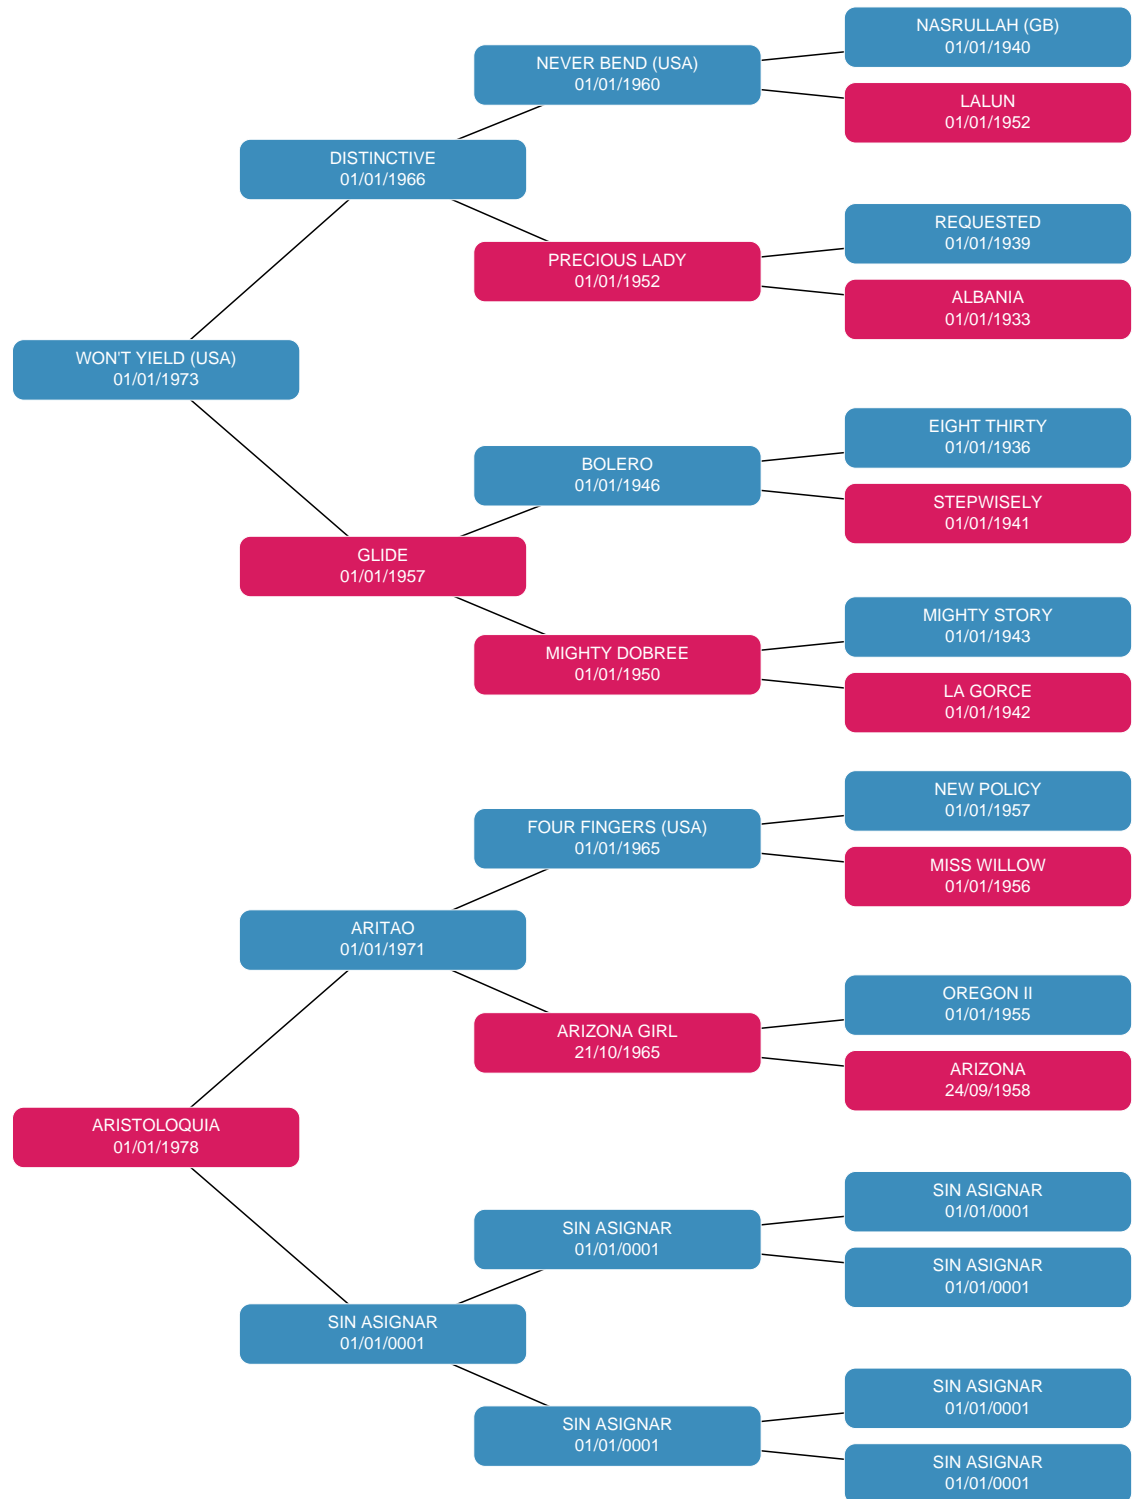 NASRULLAH (GB)
01/01/1940
NEVER BEND (USA)
01/01/1960
LALUN
01/01/1952
DISTINCTIVE
01/01/1966
REQUESTED
01/01/1939
PRECIOUS LADY
01/01/1952
ALBANIA
01/01/1933
WON'T YIELD (USA)
01/01/1973
EIGHT THIRTY
01/01/1936
BOLERO
01/01/1946
STEPWISELY
01/01/1941
GLIDE
01/01/1957
MIGHTY STORY
01/01/1943
MIGHTY DOBREE
01/01/1950
LA GORCE
01/01/1942
NEW POLICY
01/01/1957
FOUR FINGERS (USA)
01/01/1965
MISS WILLOW
01/01/1956
ARITAO
01/01/1971
OREGON II
01/01/1955
ARIZONA GIRL
21/10/1965
ARIZONA
24/09/1958
ARISTOLOQUIA
01/01/1978
SIN ASIGNAR
01/01/0001
SIN ASIGNAR
01/01/0001
SIN ASIGNAR
01/01/0001
SIN ASIGNAR
01/01/0001
SIN ASIGNAR
01/01/0001
SIN ASIGNAR
01/01/0001
SIN ASIGNAR
01/01/0001